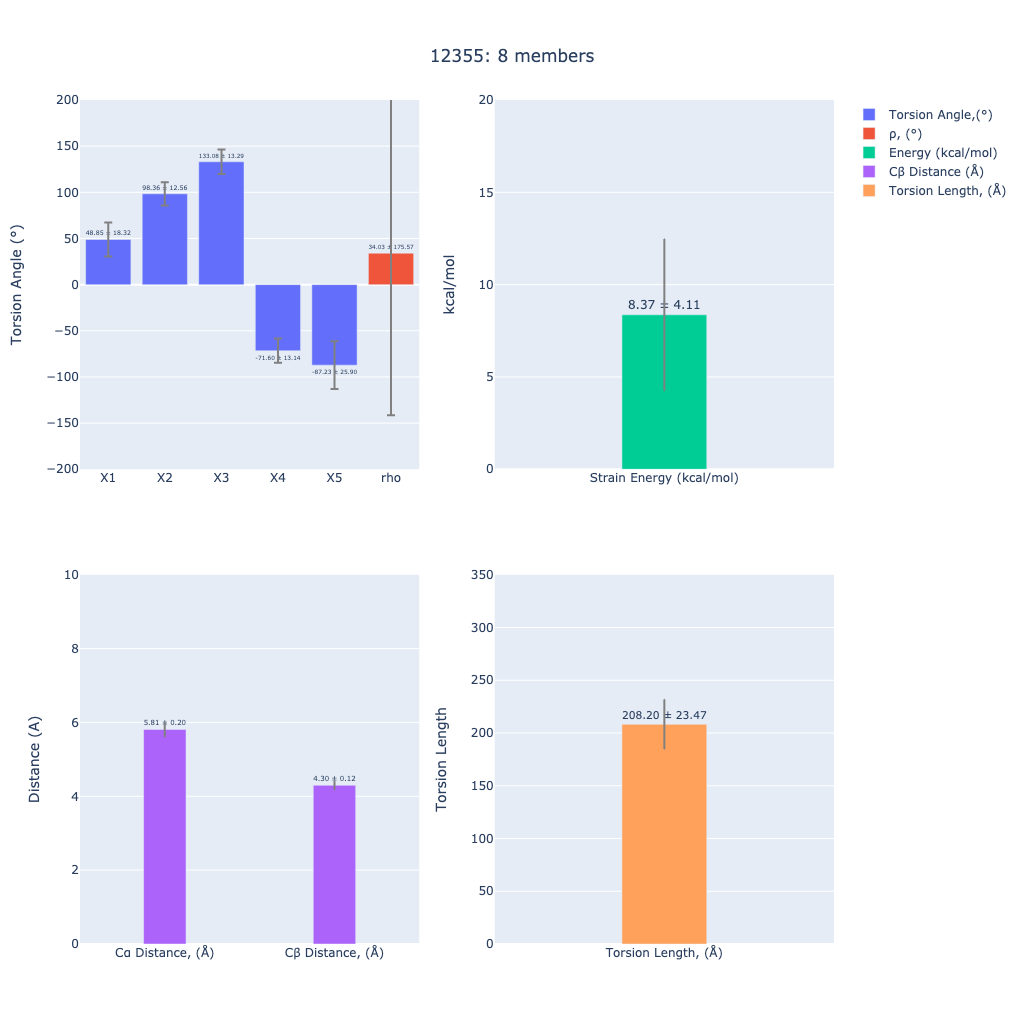 12355: 8 members
200
150
100
50
0
−50
−100
−150
−200
Torsion Angle (°)
48.85 ± 18.32
98.36 ± 12.56
133.08 ± 13.29
-71.60 ± 13.14
-87.23 ± 25.90
34.03 ± 175.57
X1
X2
X3
X4
X5
rho
20
15
10
5
0
kcal/mol
8.37 ± 4.11
Strain Energy (kcal/mol)
Torsion Angle,(°)
ρ, (°)
Energy (kcal/mol)
Cβ Distance (Å)
Torsion Length, (Å)
10
8
6
4
2
0
Distance (A)
5.81 ± 0.20
4.30 ± 0.12
Cα Distance, (Å)
Cβ Distance, (Å)
350
300
250
200
150
100
50
0
Torsion Length
208.20 ± 23.47
Torsion Length, (Å)